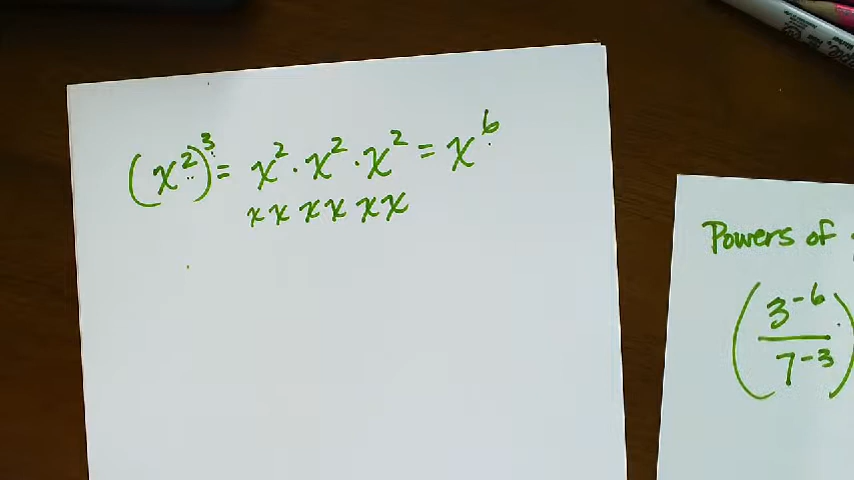 (x²)³ = x² · x² · x² = x⁶
x x x x x x
Powers of
(3⁻⁶/7⁻³)